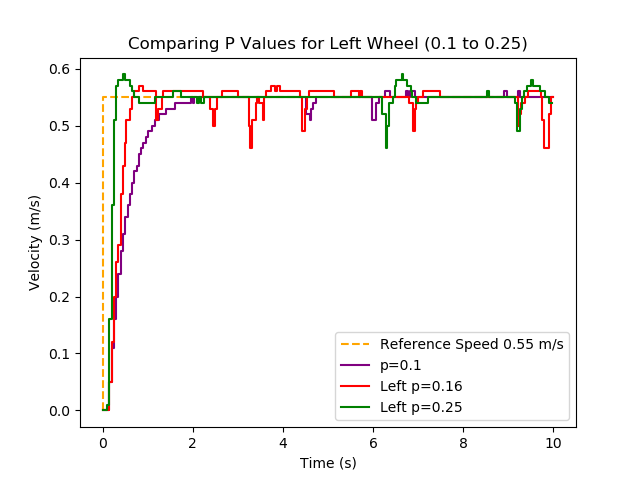 Comparing P Values for Left Wheel (0.1 to 0.25)
0.6
0.5
0.4
0.3
0.2
0.1
0.0
Velocity (m/s)
Reference Speed 0.55 m/s
p=0.1
Left p=0.16
Left p=0.25
0 2 4 6 8 10
Time (s)